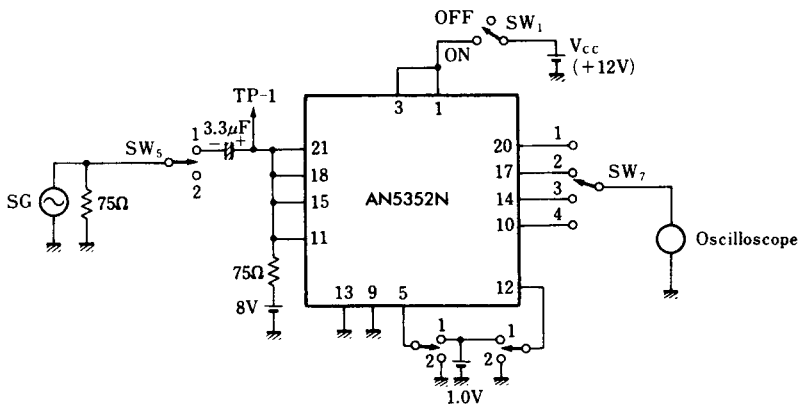 OFF SW₁
ON
Vcc
(+12V)
TP-1
3 1
3.3μF
SW₅ 1 − +
2
21
18
15
11
20 1
17 2 SW₇
14 3
10 4
AN5352N
SG 75Ω
Oscilloscope
75Ω
8V
13 9 5 12
1 1
2 2
1.0V